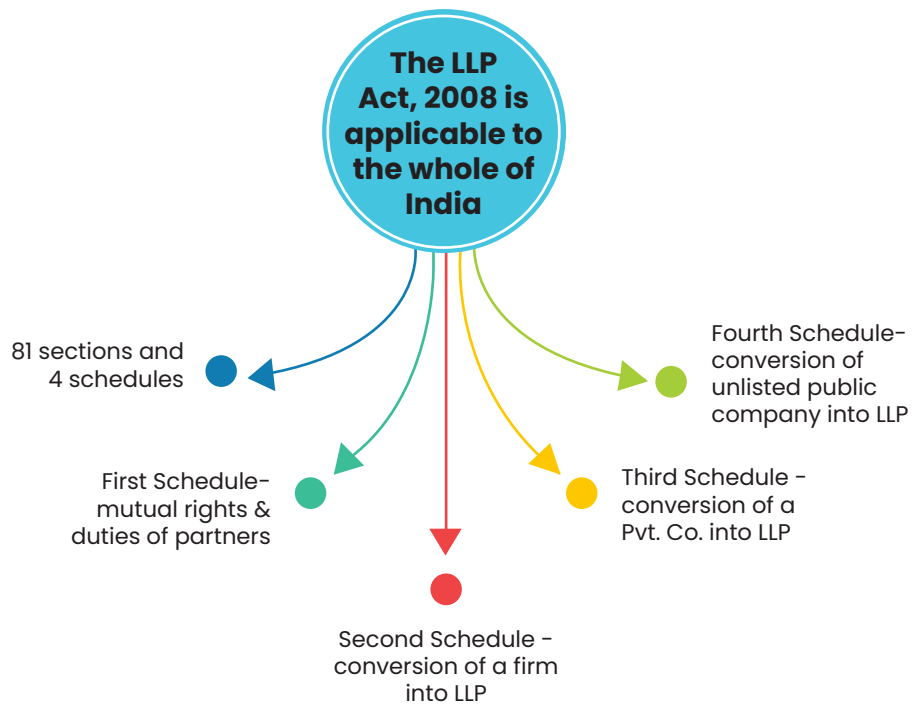 The LLP
Act, 2008 is
applicable to
the whole of
India
81 sections and
4 schedules
First Schedule-
mutual rights &
duties of partners
Second Schedule -
conversion of a firm
into LLP
Third Schedule -
conversion of a
Pvt. Co. into LLP
Fourth Schedule-
conversion of
unlisted public
company into LLP